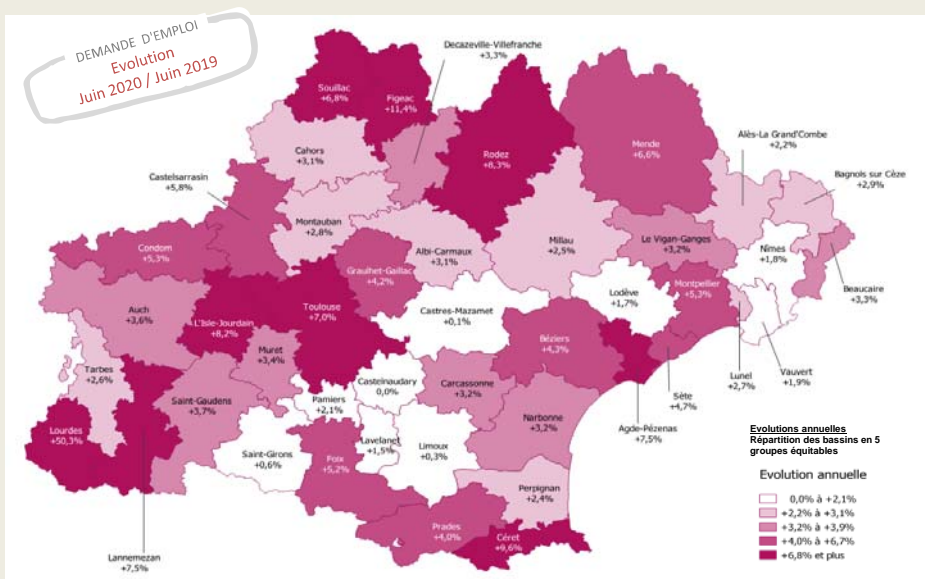 DEMANDE D'EMPLOI
Evolution
Juin 2020 / Juin 2019
Decazeville-Villefranche
+3,3%
Souillac
+6,8%
Figeac
+11,4%
Cahors
+3,1%
Rodez
+8,3%
Mende
+6,6%
Alès-La Grand'Combe
+2,2%
Bagnols sur Cèze
+2,9%
Castelsarrasin
+5,8%
Montauban
+2,8%
Albi-Carmaux
+3,1%
Millau
+2,5%
Le Vigan-Ganges
+3,2%
Nîmes
+1,8%
Condom
+5,3%
Graulhet-Gaillac
+4,2%
Montpellier
+5,3%
Beaucaire
+3,3%
Auch
+3,6%
L'Isle-Jourdain
+8,2%
Toulouse
+7,0%
Castres-Mazamet
+0,1%
Lodève
+1,7%
Béziers
+4,3%
Muret
+3,4%
Tarbes
+2,6%
Castelnaudary
0,0%
Carcassonne
+3,2%
Lunel
+2,7%
Vauvert
+1,9%
Sète
+4,7%
Saint-Gaudens
+3,7%
Pamiers
+2,1%
Narbonne
+3,2%
Agde-Pézenas
+7,5%
Lourdes
+50,3%
Saint-Girons
+0,6%
Lavelanet
+1,5%
Limoux
+0,3%
Foix
+5,2%
Perpignan
+2,4%
Prades
+4,0%
Céret
+9,6%
Lannemezan
+7,5%
Evolutions annuelles
Répartition des bassins en 5
groupes équitables
Evolution annuelle
0,0% à +2,1%
+2,2% à +3,1%
+3,2% à +3,9%
+4,0% à +6,7%
+6,8% et plus